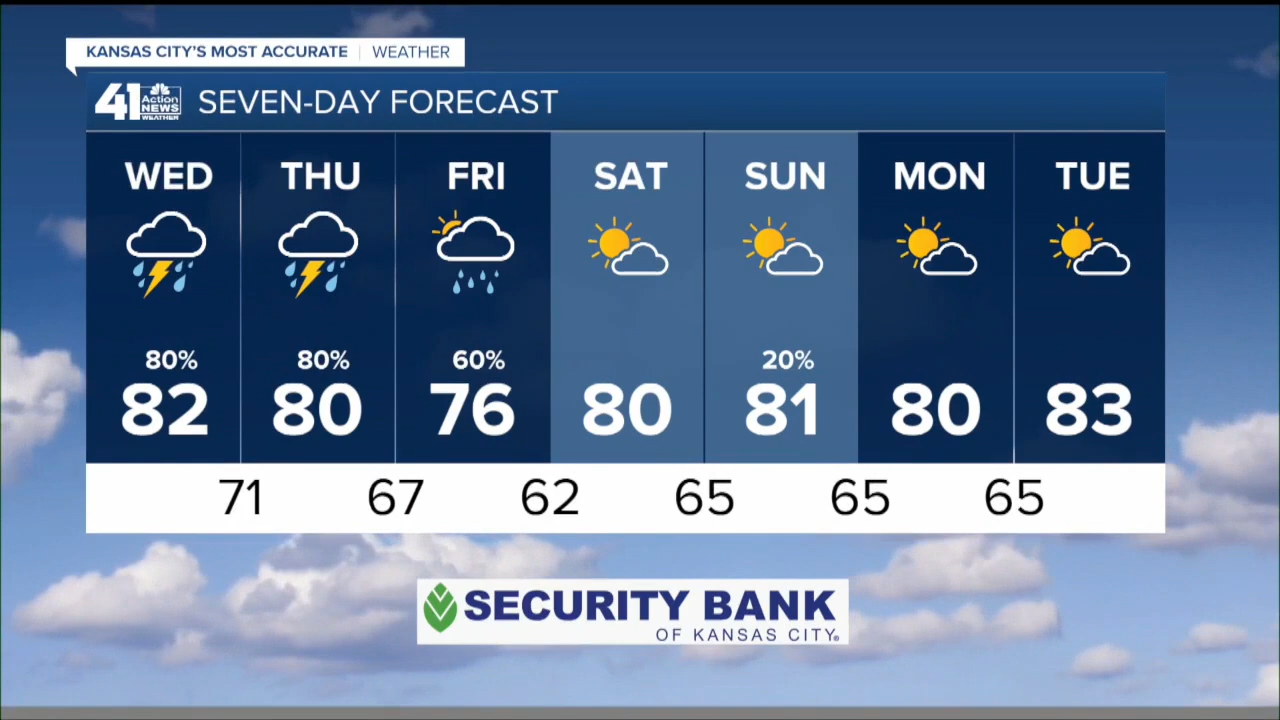 KANSAS CITY'S MOST ACCURATE | WEATHER
41 Action NEWS WEATHER SEVEN-DAY FORECAST
WED THU FRI SAT SUN MON TUE
80% 80% 60% 20%
82 80 76 80 81 80 83
71 67 62 65 65 65
SECURITY BANK
OF KANSAS CITY®